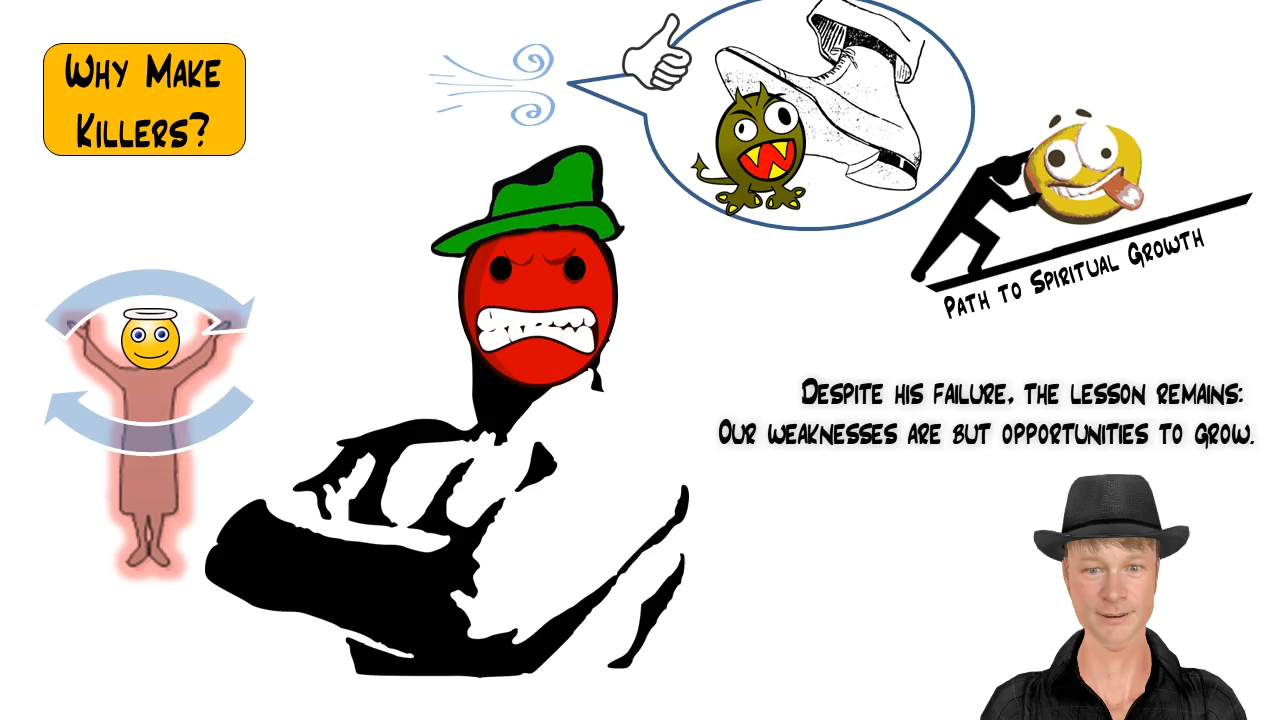 Why Make
Killers?
Path to Spiritual Growth
Despite his failure, the lesson remains:
Our weaknesses are but opportunities to grow.